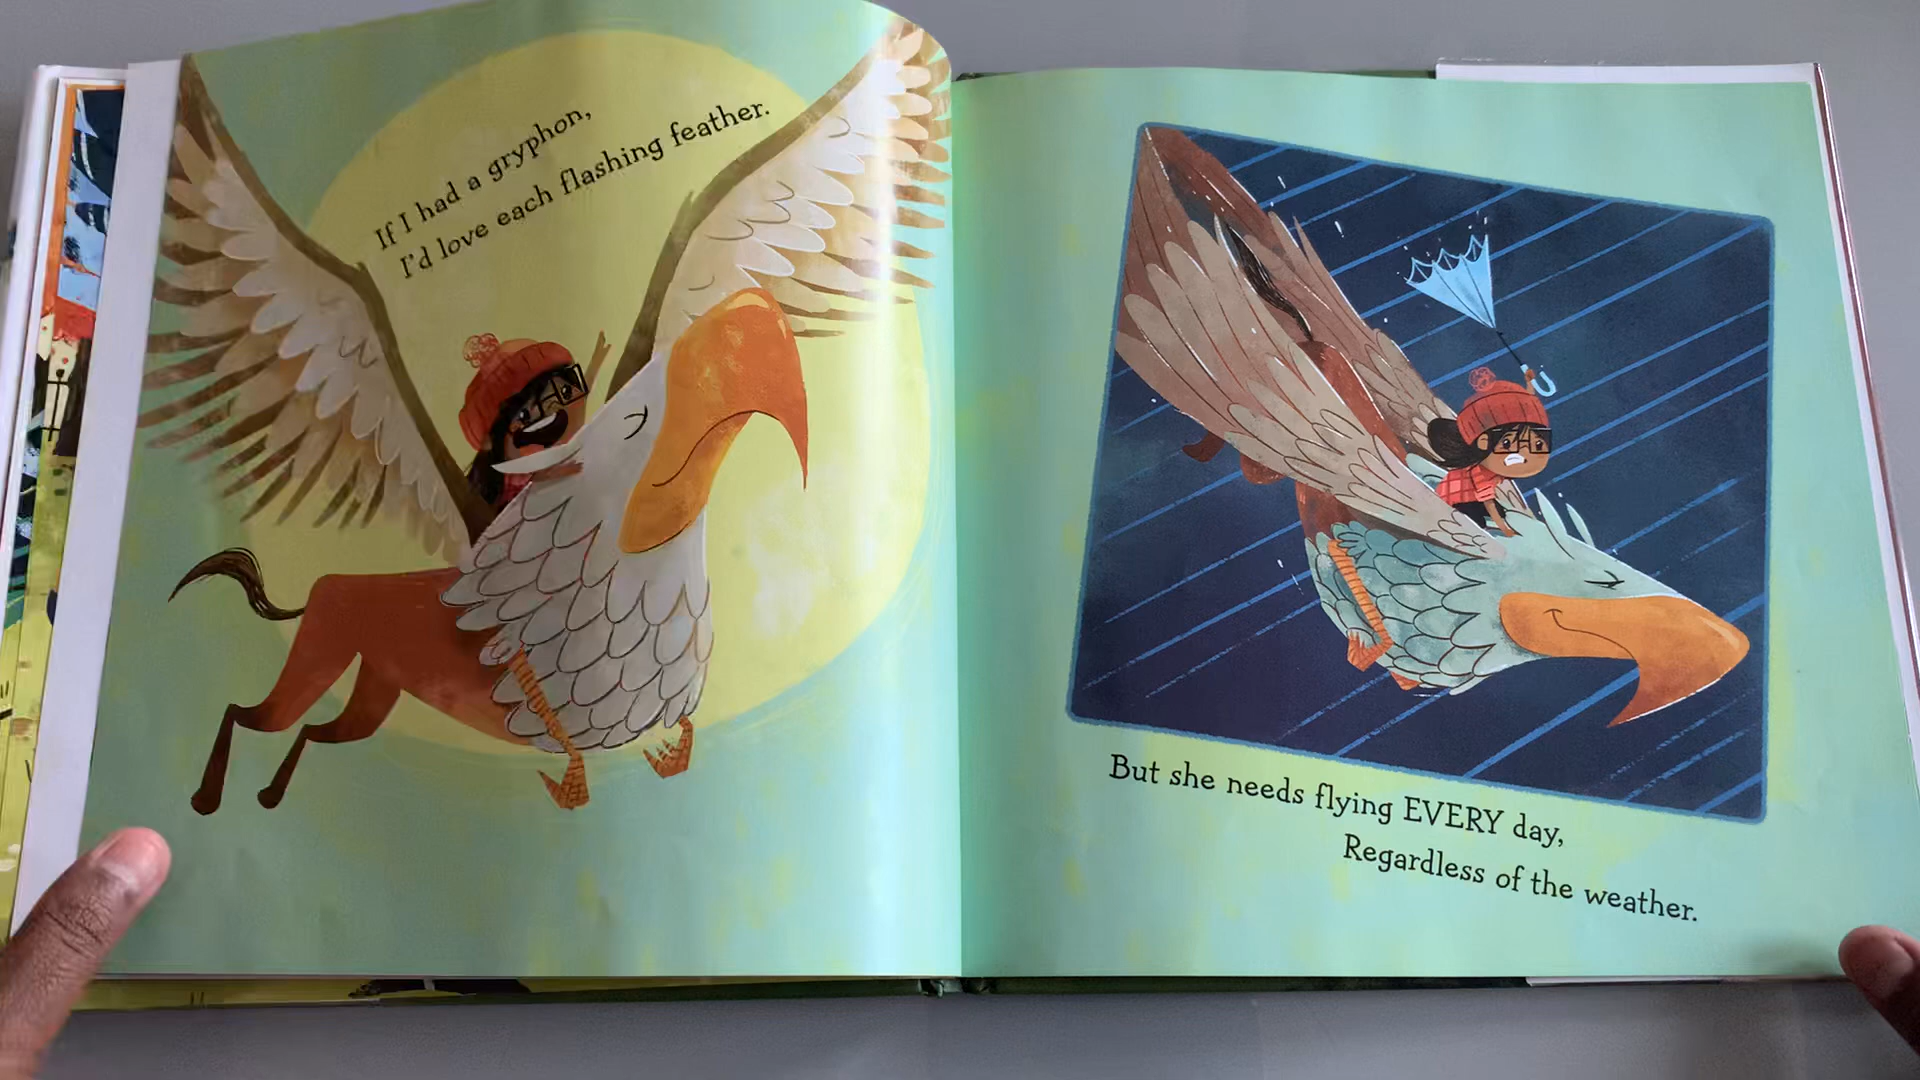 If I had a gryphon,
I'd love each flashing feather.
But she needs flying EVERY day,
Regardless of the weather.